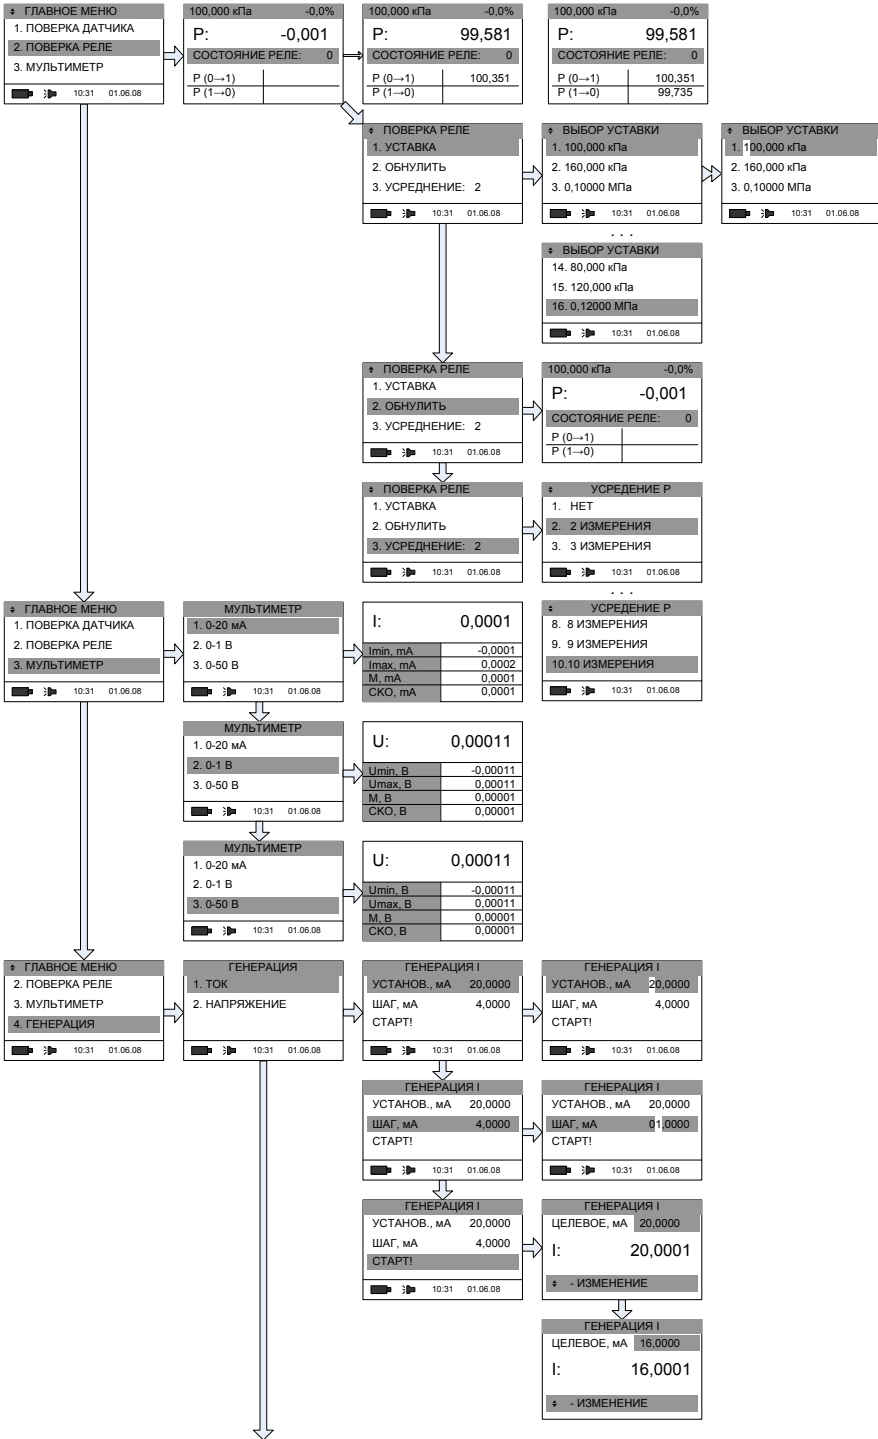 ГЛАВНОЕ МЕНЮ
1. ПОВЕРКА ДАТЧИКА
2. ПОВЕРКА РЕЛЕ
3. МУЛЬТИМЕТР
10:31 01.06.08
100,000 кПа -0,0%
P: -0,001
СОСТОЯНИЕ РЕЛЕ: 0
P (0→1)
P (1→0)
100,000 кПа -0,0%
P: 99,581
СОСТОЯНИЕ РЕЛЕ: 0
P (0→1) 100,351
P (1→0)
100,000 кПа -0,0%
P: 99,581
СОСТОЯНИЕ РЕЛЕ: 0
P (0→1) 100,351
P (1→0) 99,735
ПОВЕРКА РЕЛЕ
1. УСТАВКА
2. ОБНУЛИТЬ
3. УСРЕДНЕНИЕ: 2
10:31 01.06.08
ВЫБОР УСТАВКИ
1. 100,000 кПа
2. 160,000 кПа
3. 0,10000 МПа
10:31 01.06.08
ВЫБОР УСТАВКИ
1. 100,000 кПа
2. 160,000 кПа
3. 0,10000 МПа
10:31 01.06.08
. . .
ВЫБОР УСТАВКИ
14. 80,000 кПа
15. 120,000 кПа
16. 0,12000 МПа
10:31 01.06.08
ПОВЕРКА РЕЛЕ
1. УСТАВКА
2. ОБНУЛИТЬ
3. УСРЕДНЕНИЕ: 2
10:31 01.06.08
100,000 кПа -0,0%
P: -0,001
СОСТОЯНИЕ РЕЛЕ: 0
P (0→1)
P (1→0)
ПОВЕРКА РЕЛЕ
1. УСТАВКА
2. ОБНУЛИТЬ
3. УСРЕДНЕНИЕ: 2
10:31 01.06.08
УСРЕДЕНИЕ P
1. НЕТ
2. 2 ИЗМЕРЕНИЯ
3. 3 ИЗМЕРЕНИЯ
10:31 01.06.08
. . .
УСРЕДЕНИЕ P
8. 8 ИЗМЕРЕНИЯ
9. 9 ИЗМЕРЕНИЯ
10.10 ИЗМЕРЕНИЯ
10:31 01.06.08
ГЛАВНОЕ МЕНЮ
1. ПОВЕРКА ДАТЧИКА
2. ПОВЕРКА РЕЛЕ
3. МУЛЬТИМЕТР
10:31 01.06.08
МУЛЬТИМЕТР
1. 0-20 мА
2. 0-1 В
3. 0-50 В
10:31 01.06.08
I: 0,0001
Imin, mA -0,0001
Imax, mA 0,0002
M, mA 0,0001
СКО, mA 0,0001
МУЛЬТИМЕТР
1. 0-20 мА
2. 0-1 В
3. 0-50 В
10:31 01.06.08
U: 0,00011
Umin, В -0,00011
Umax, В 0,00011
M, В 0,00001
СКО, В 0,00001
МУЛЬТИМЕТР
1. 0-20 мА
2. 0-1 В
3. 0-50 В
10:31 01.06.08
U: 0,00011
Umin, В -0,00011
Umax, В 0,00011
M, В 0,00001
СКО, В 0,00001
ГЛАВНОЕ МЕНЮ
2. ПОВЕРКА РЕЛЕ
3. МУЛЬТИМЕТР
4. ГЕНЕРАЦИЯ
10:31 01.06.08
ГЕНЕРАЦИЯ
1. ТОК
2. НАПРЯЖЕНИЕ
10:31 01.06.08
ГЕНЕРАЦИЯ I
УСТАНОВ., мА 20,0000
ШАГ, мА 4,0000
СТАРТ!
10:31 01.06.08
ГЕНЕРАЦИЯ I
УСТАНОВ., мА 20,0000
ШАГ, мА 4,0000
СТАРТ!
10:31 01.06.08
ГЕНЕРАЦИЯ I
УСТАНОВ., мА 20,0000
ШАГ, мА 4,0000
СТАРТ!
10:31 01.06.08
ГЕНЕРАЦИЯ I
УСТАНОВ., мА 20,0000
ШАГ, мА 01,0000
СТАРТ!
10:31 01.06.08
ГЕНЕРАЦИЯ I
УСТАНОВ., мА 20,0000
ШАГ, мА 4,0000
СТАРТ!
10:31 01.06.08
ГЕНЕРАЦИЯ I
ЦЕЛЕВОЕ, мА 20,0000
I: 20,0001
- ИЗМЕНЕНИЕ
ГЕНЕРАЦИЯ I
ЦЕЛЕВОЕ, мА 16,0000
I: 16,0001
- ИЗМЕНЕНИЕ